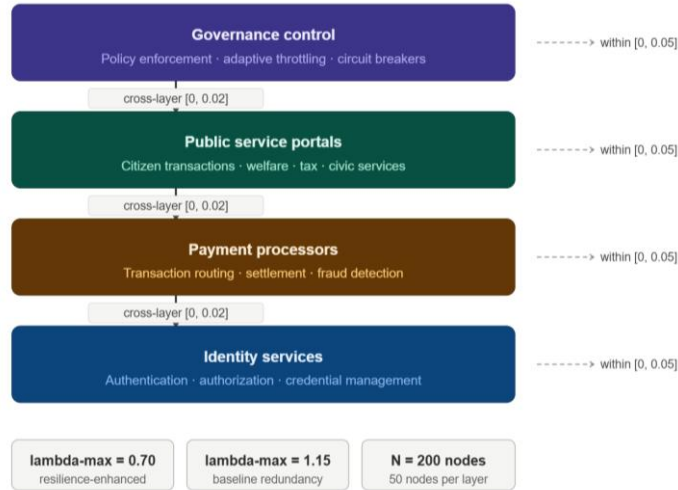 Governance control
Policy enforcement · adaptive throttling · circuit breakers
within [0, 0.05]
cross-layer [0, 0.02]
Public service portals
Citizen transactions · welfare · tax · civic services
within [0, 0.05]
cross-layer [0, 0.02]
Payment processors
Transaction routing · settlement · fraud detection
within [0, 0.05]
cross-layer [0, 0.02]
Identity services
Authentication · authorization · credential management
within [0, 0.05]
lambda-max = 0.70
resilience-enhanced
lambda-max = 1.15
baseline redundancy
N = 200 nodes
50 nodes per layer